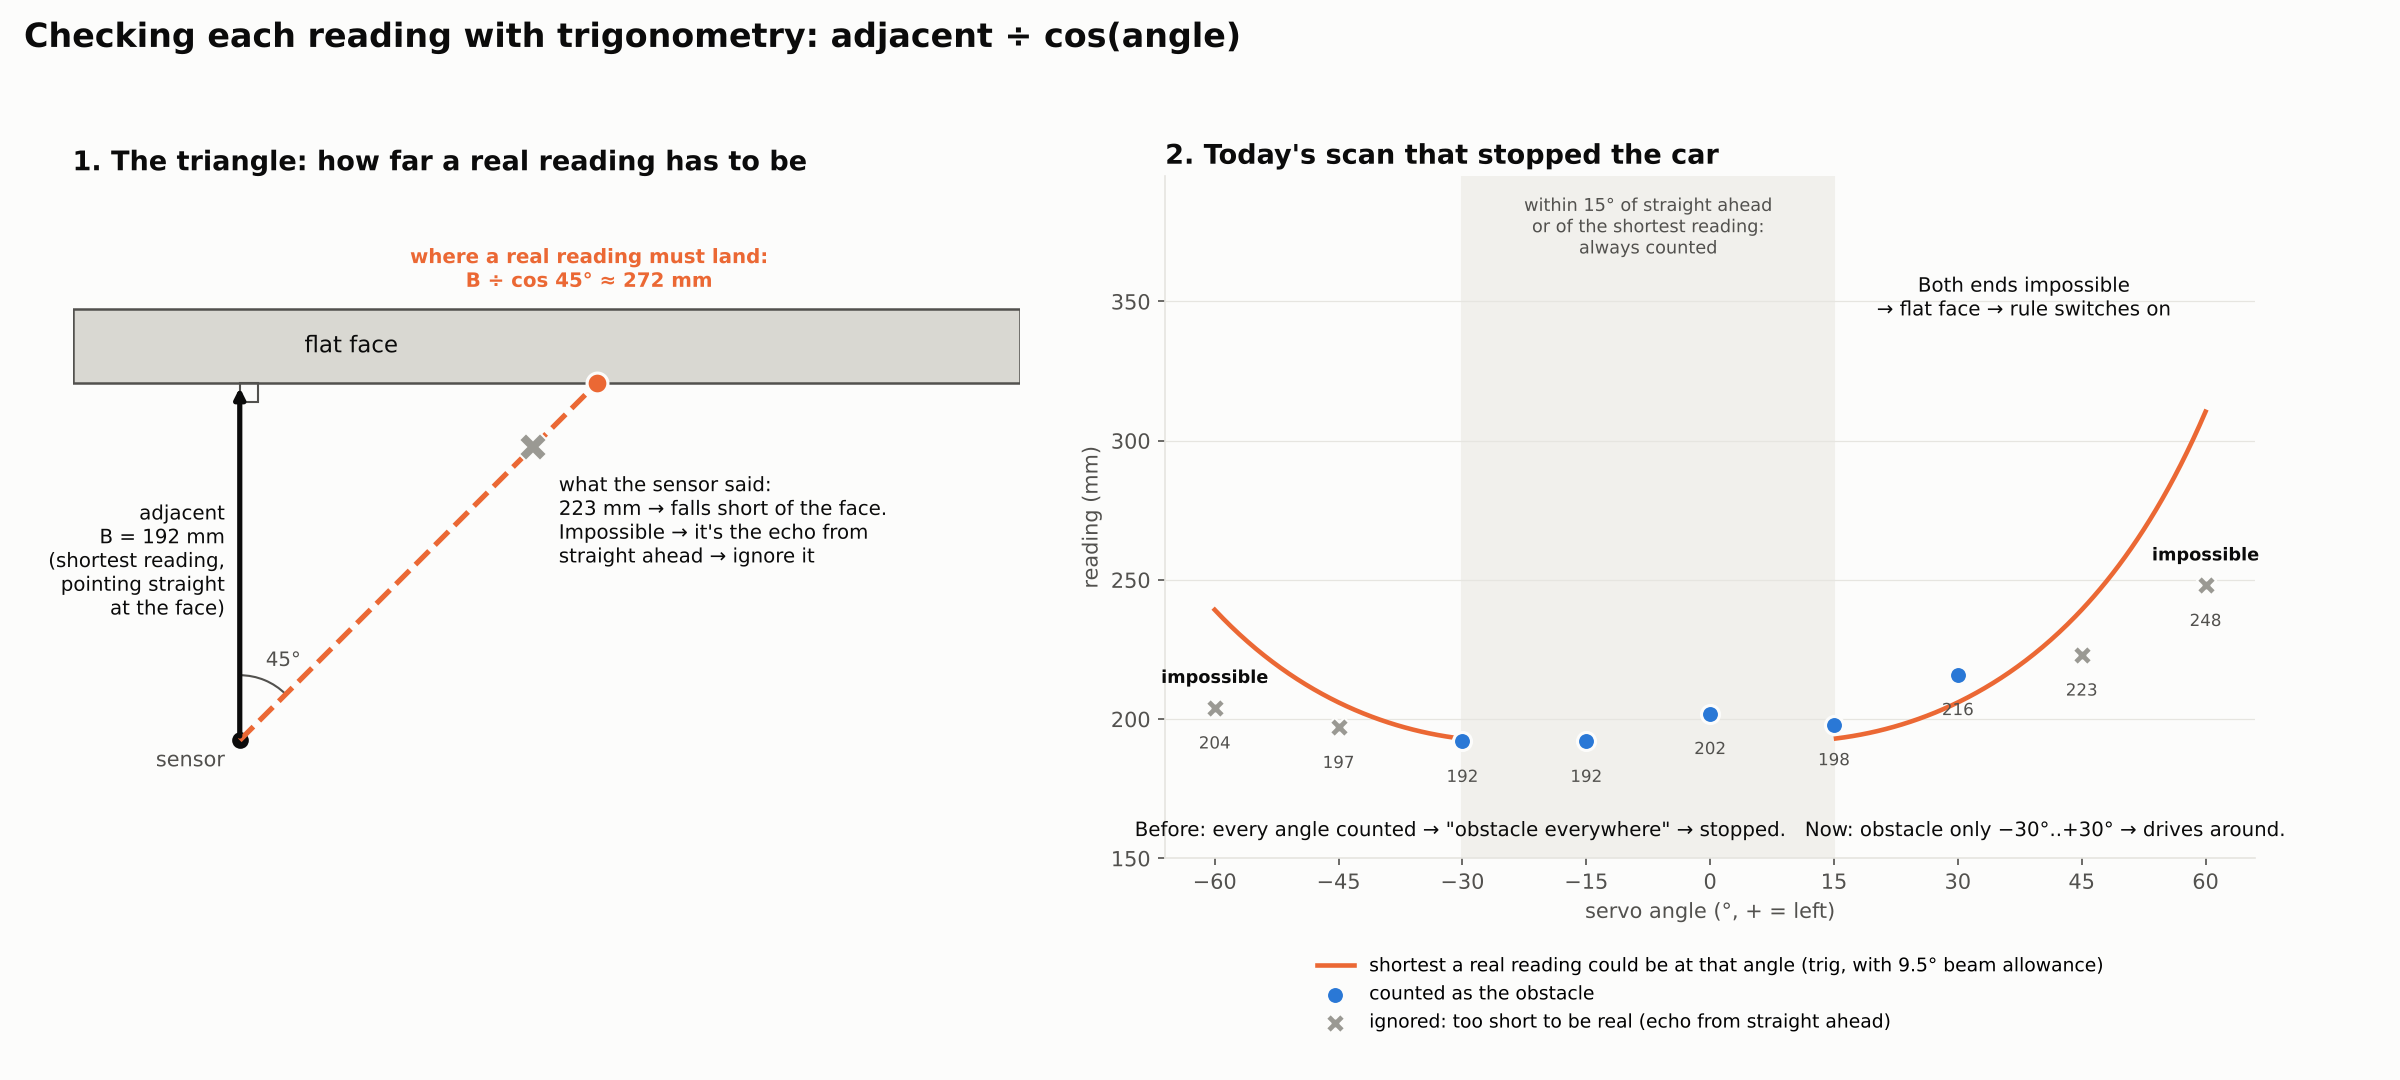 Checking each reading with trigonometry: adjacent ÷ cos(angle)
1. The triangle: how far a real reading has to be
where a real reading must land:
B ÷ cos 45° ≈ 272 mm
flat face
what the sensor said:
223 mm → falls short of the face.
Impossible → it's the echo from
straight ahead → ignore it
adjacent
B = 192 mm
(shortest reading,
pointing straight
at the face)
45°
sensor
2. Today's scan that stopped the car
within 15° of straight ahead
or of the shortest reading:
always counted
Both ends impossible
→ flat face → rule switches on
reading (mm)
350
300
250
200
150
impossible
204
197
192
192
202
198
216
223
impossible
248
Before: every angle counted → "obstacle everywhere" → stopped. Now: obstacle only −30°..+30° → drives around.
−60 −45 −30 −15 0 15 30 45 60
servo angle (°, + = left)
shortest a real reading could be at that angle (trig, with 9.5° beam allowance)
counted as the obstacle
ignored: too short to be real (echo from straight ahead)